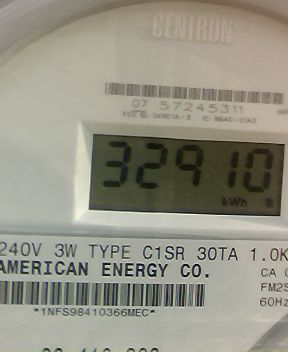 CENTRON
07 57245311
32910
kWh
240V 3W TYPE C1SR 30TA 1.0K
AMERICAN ENERGY CO.
CA
FM2S
60Hz
*1NFS98410366MEC*